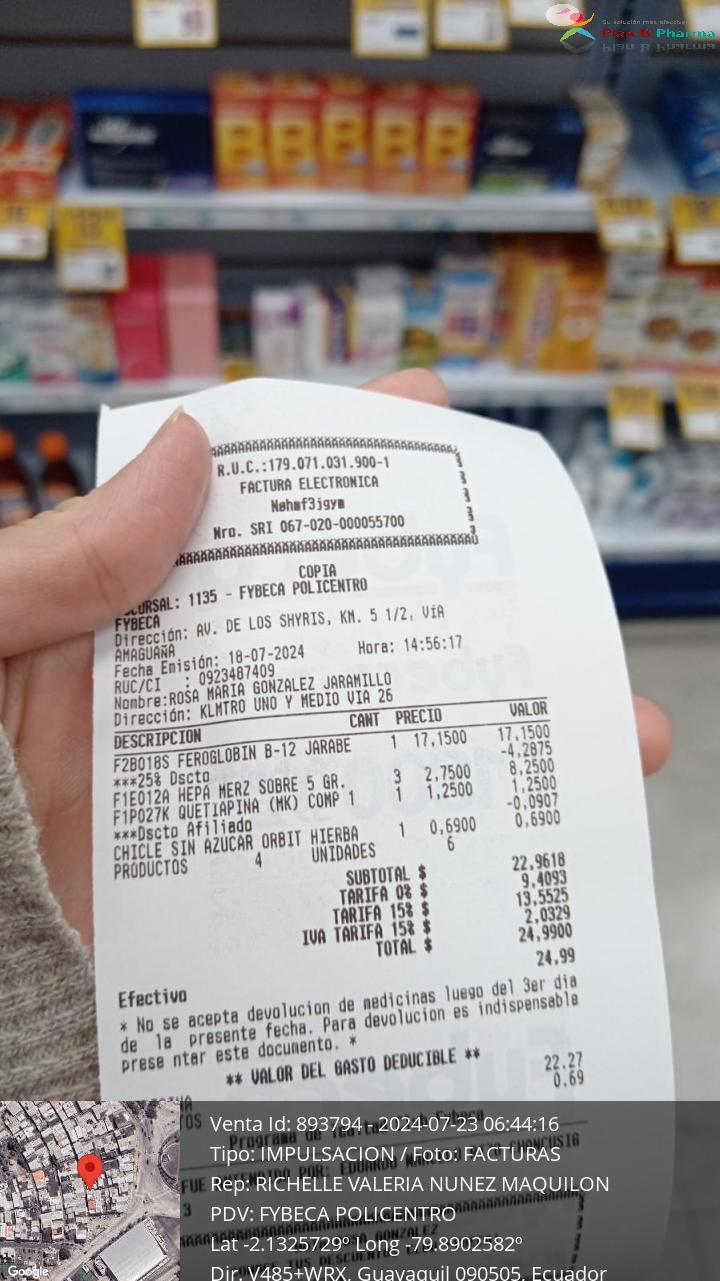 Su solución más efectiva
Plan B Pharma
B
B
B
B
B
R.U.C.:179.071.031.900-1
FACTURA ELECTRONICA
Nøhmf3igym
Nro. SRI 067-020-000055700
COPIA
CURSAL: 1135 - FYBECA POLICENTRO
FYBECA
Dirección: AV. DE LOS SHYRIS, KM. 5 1/2, VíA
AMAGUAÑA
Fecha Emisión: 18-07-2024 Hora: 14:56:17
RUC/CI : 0923487409
Nombre:ROSA MARIA GONZALEZ JARAMILLO
Dirección: KLMTRO UNO Y MEDIO VIA 26
DESCRIPCION CANT PRECIO VALOR
F2B018S FEROGLOBIN B-12 JARABE 1 17,1500 17,1500
***25% Dscto -4,2875
F1E012A HEPA MERZ SOBRE 5 GR. 3 2,7500 8,2500
F1P027K QUETIAPINA (MK) COMP 1 1 1,2500 1,2500
***Dscto Afiliado -0,0907
CHICLE SIN AZUCAR ORBIT HIERBA 1 0,6900 0,6900
PRODUCTOS 4 UNIDADES 6
SUBTOTAL $ 22,9618
TARIFA 0% $ 9,4093
TARIFA 15% $ 13,5525
IVA TARIFA 15% $ 2,0329
TOTAL $ 24,9900
Efectivo 24,99
* No se acepta devolucion de medicinas luego del 3er dia
de la presente fecha. Para devolucion es indispensable
prese ntar este documento. *
** VALOR DEL GASTO DEDUCIBLE **
22.27
0.69
Venta Id: 893794 - 2024-07-23 06:44:16
Tipo: IMPULSACION / Foto: FACTURAS
Rep: RICHELLE VALERIA NUNEZ MAQUILON
PDV: FYBECA POLICENTRO
Lat -2.1325729º Long -79.8902582º
Dir. V485+WRX, Guayaquil 090505, Ecuador
Google